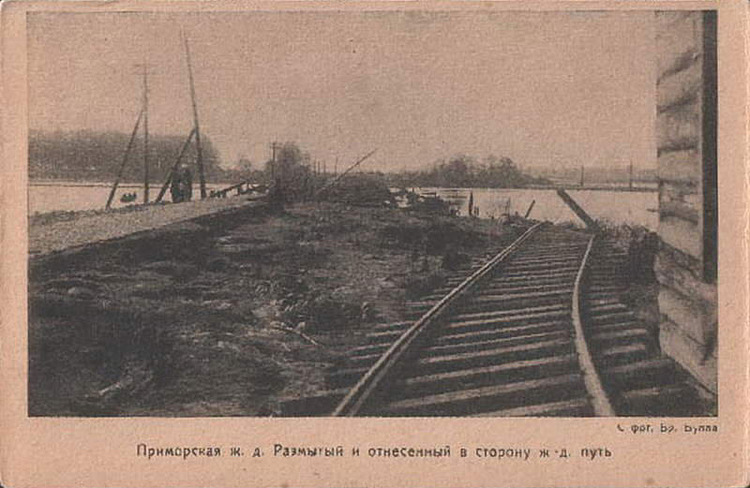 С фот. Бр. Булла
Приморская ж. д. Размытый и отнесенный в сторону ж-д. путь